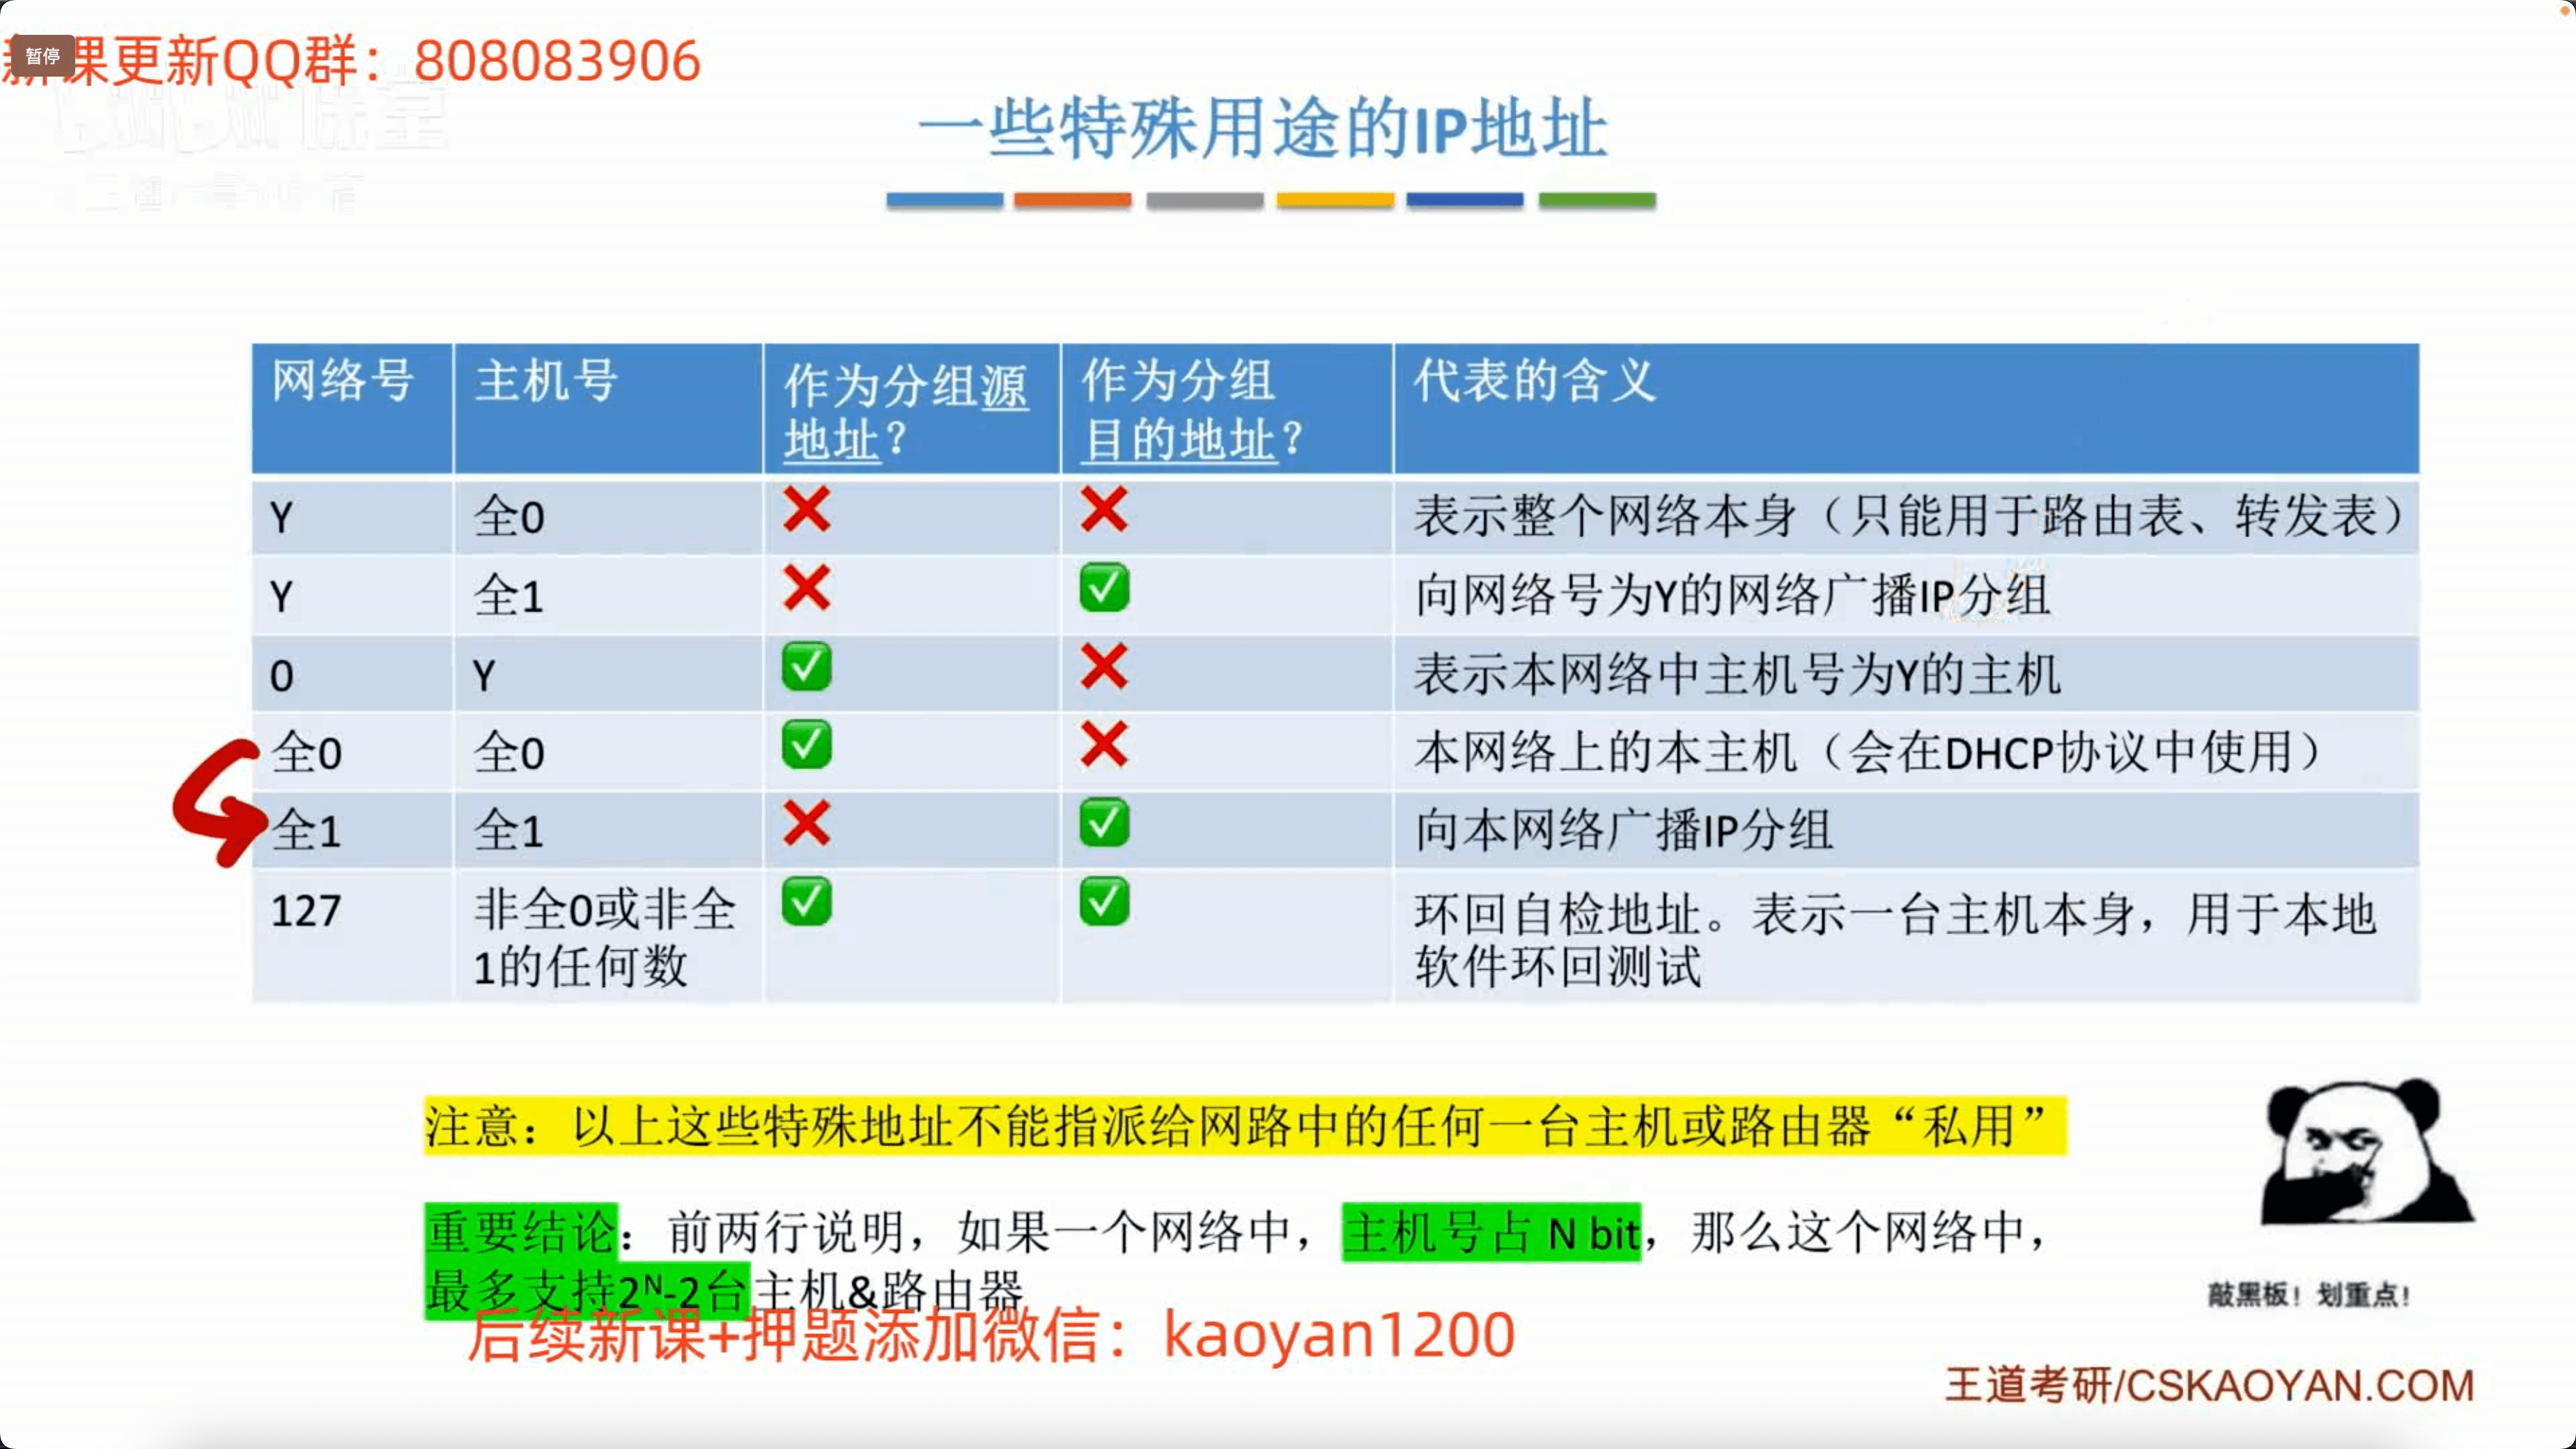 暂停
新课更新QQ群：808083906
一些特殊用途的IP地址
网络号 主机号 作为分组源地址？ 作为分组目的地址？ 代表的含义
Y 全0 ❌ ❌ 表示整个网络本身（只能用于路由表、转发表）
Y 全1 ❌ ✅ 向网络号为Y的网络广播IP分组
0 Y ✅ ❌ 表示本网络中主机号为Y的主机
全0 全0 ✅ ❌ 本网络上的本主机（会在DHCP协议中使用）
全1 全1 ❌ ✅ 向本网络广播IP分组
127 非全0或非全1的任何数 ✅ ✅ 环回自检地址。表示一台主机本身，用于本地软件环回测试
注意：以上这些特殊地址不能指派给网路中的任何一台主机或路由器“私用”
重要结论：前两行说明，如果一个网络中，主机号占 N bit，那么这个网络中，
最多支持2ᴺ-2台主机&路由器
敲黑板！划重点！
后续新课+押题添加微信：kaoyan1200
王道考研/CSKAOYAN.COM